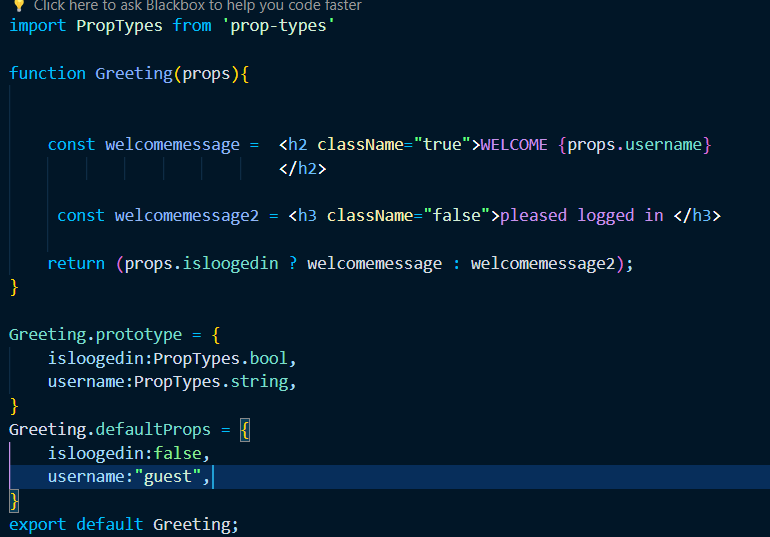 Click here to ask Blackbox to help you code faster
import PropTypes from 'prop-types'
function Greeting(props){
const welcomemessage = <h2 className="true">WELCOME {props.username}
</h2>
const welcomemessage2 = <h3 className="false">pleased logged in </h3>
return (props.isloogedin ? welcomemessage : welcomemessage2);
}
Greeting.prototype = {
isloogedin:PropTypes.bool,
username:PropTypes.string,
}
Greeting.defaultProps = {
isloogedin:false,
username:"guest",
}
export default Greeting;